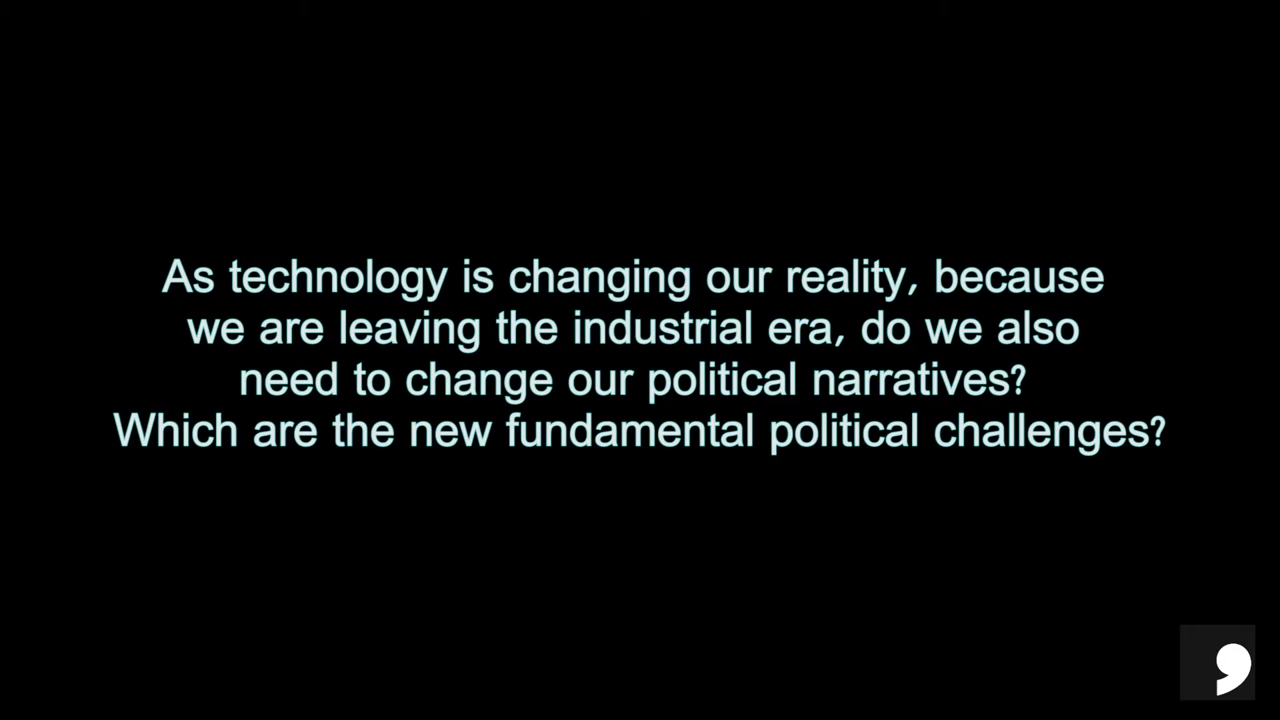 As technology is changing our reality, because
we are leaving the industrial era, do we also
need to change our political narratives?
Which are the new fundamental political challenges?